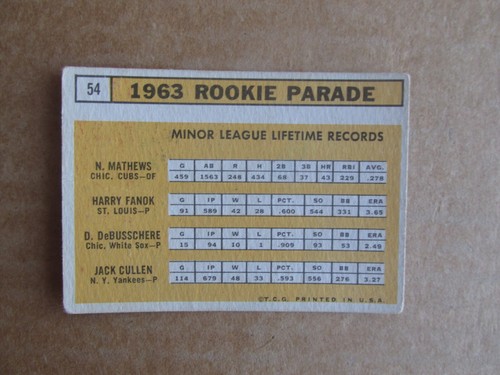 54 1963 ROOKIE PARADE
MINOR LEAGUE LIFETIME RECORDS
N. MATHEWS
CHIC. CUBS—OF
G AB R H 2B 3B HR RBI AVG.
459 1563 248 434 68 37 43 225 .278
HARRY FANOK
ST. LOUIS—P
G IP W L PCT. SO BB ERA
91 589 42 28 .600 544 331 3.65
D. DeBUSSCHERE
Chic. White Sox—P
G IP W L PCT. SO BB ERA
15 94 10 1 .909 93 53 2.49
JACK CULLEN
N. Y. Yankees—P
G IP W L PCT. SO BB ERA
114 679 48 33 .593 556 276 3.27
©T.C.G. PRINTED IN U.S.A.